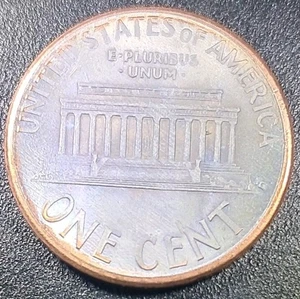 UNITED STATES OF AMERICA
E·PLURIBUS
·UNUM·
ONE CENT